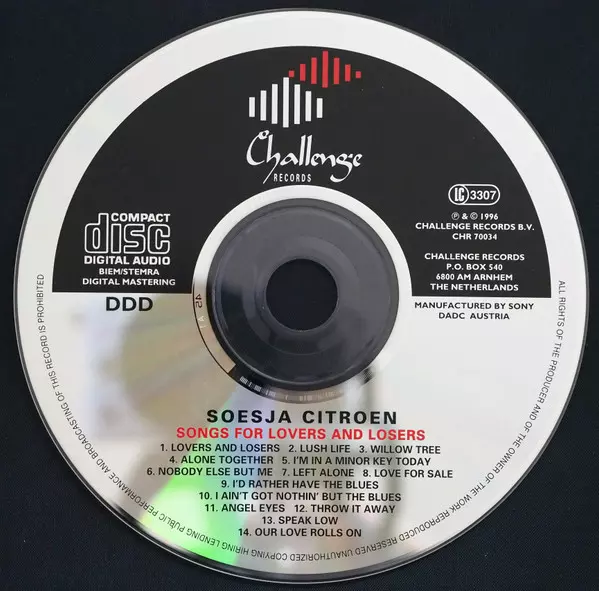 Challenge
RECORDS
LC 3307
℗ & © 1996
CHALLENGE RECORDS B.V.
CHR 70034
CHALLENGE RECORDS
P.O. BOX 540
6800 AM ARNHEM
THE NETHERLANDS
MANUFACTURED BY SONY
DADC AUSTRIA
COMPACT
disc
DIGITAL AUDIO
BIEM/STEMRA
DIGITAL MASTERING
DDD
SOESJA CITROEN
SONGS FOR LOVERS AND LOSERS
1. LOVERS AND LOSERS 2. LUSH LIFE 3. WILLOW TREE
4. ALONE TOGETHER 5. I'M IN A MINOR KEY TODAY
6. NOBODY ELSE BUT ME 7. LEFT ALONE 8. LOVE FOR SALE
9. I'D RATHER HAVE THE BLUES
10. I AIN'T GOT NOTHIN' BUT THE BLUES
11. ANGEL EYES 12. THROW IT AWAY
13. SPEAK LOW
14. OUR LOVE ROLLS ON
ALL RIGHTS OF THE PRODUCER AND OF THE OWNER OF THE WORK REPRODUCED RESERVED UNAUTHORIZED COPYING HIRING LENDING PUBLIC PERFORMANCE AND BROADCASTING OF THIS RECORD IS PROHIBITED